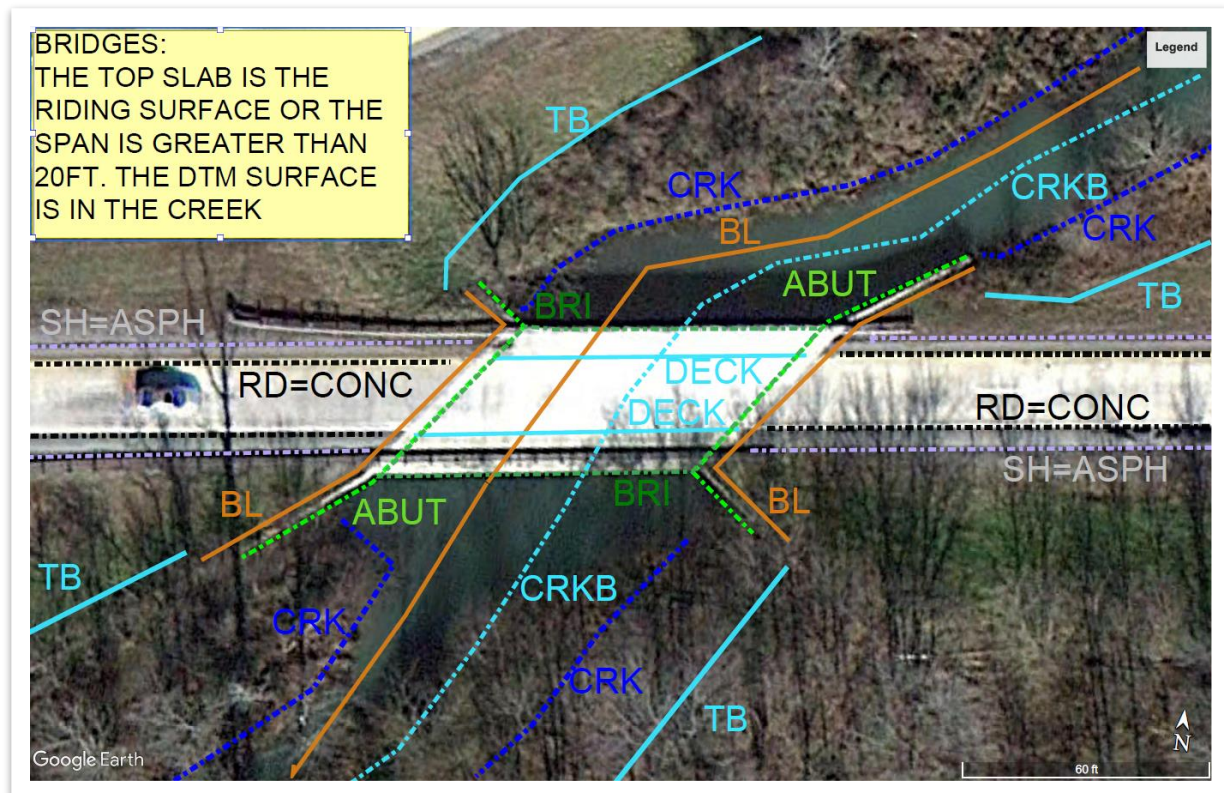 BRIDGES:
THE TOP SLAB IS THE
RIDING SURFACE OR THE
SPAN IS GREATER THAN
20FT. THE DTM SURFACE
IS IN THE CREEK
Legend
TB
CRK
CRKB
BL
CRK
ABUT
TB
BRI
SH=ASPH
DECK
RD=CONC
DECK
RD=CONC
SH=ASPH
BRI
BL
ABUT
BL
TB
CRKB
CRK
CRK
TB
N
Google Earth
60 ft